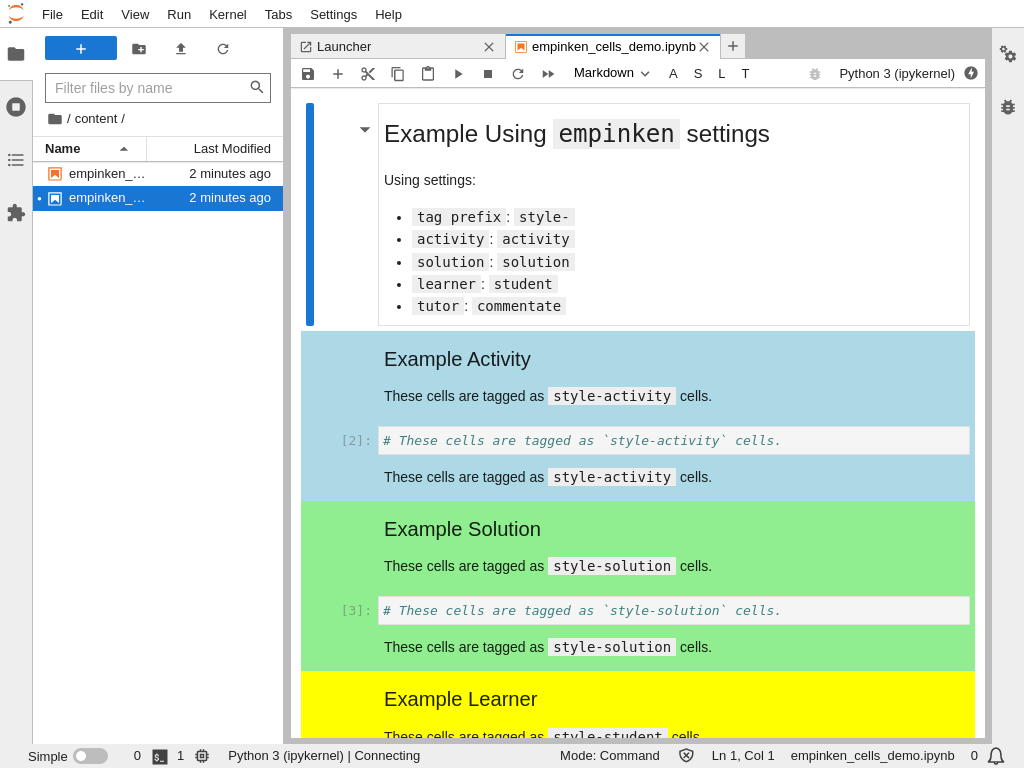 File Edit View Run Kernel Tabs Settings Help
Launcher
empinken_cells_demo.ipynb
Markdown
A S L T
Python 3 (ipykernel)
Filter files by name
/ content /
Name Last Modified
empinken_… 2 minutes ago
empinken_… 2 minutes ago
Example Using empinken settings
Using settings:
• tag prefix: style-
• activity: activity
• solution: solution
• learner: student
• tutor: commentate
Example Activity
These cells are tagged as style-activity cells.
[2]: # These cells are tagged as `style-activity` cells.
These cells are tagged as style-activity cells.
Example Solution
These cells are tagged as style-solution cells.
[3]: # These cells are tagged as `style-solution` cells.
These cells are tagged as style-solution cells.
Example Learner
These cells are tagged as style-student cells.
Simple 0 $_ 1 Python 3 (ipykernel) | Connecting Mode: Command Ln 1, Col 1 empinken_cells_demo.ipynb 0